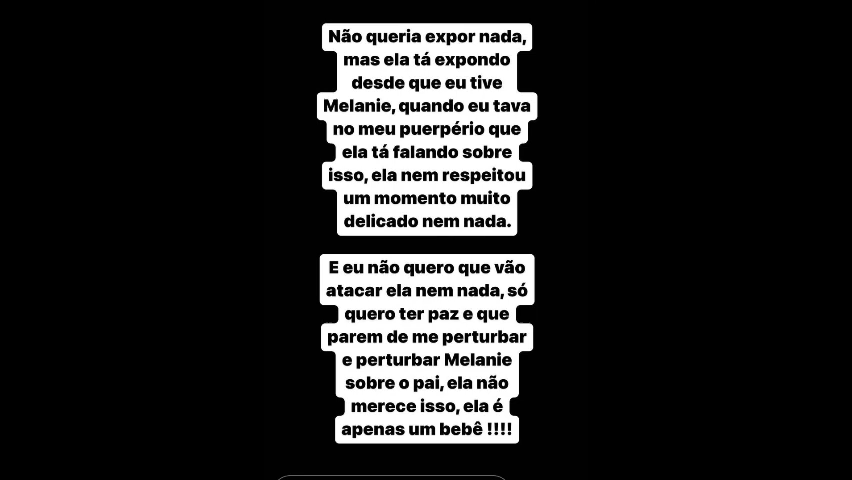 Não queria expor nada,
mas ela tá expondo
desde que eu tive
Melanie, quando eu tava
no meu puerpério que
ela tá falando sobre
isso, ela nem respeitou
um momento muito
delicado nem nada.
E eu não quero que vão
atacar ela nem nada, só
quero ter paz e que
parem de me perturbar
e perturbar Melanie
sobre o pai, ela não
merece isso, ela é
apenas um bebê !!!!